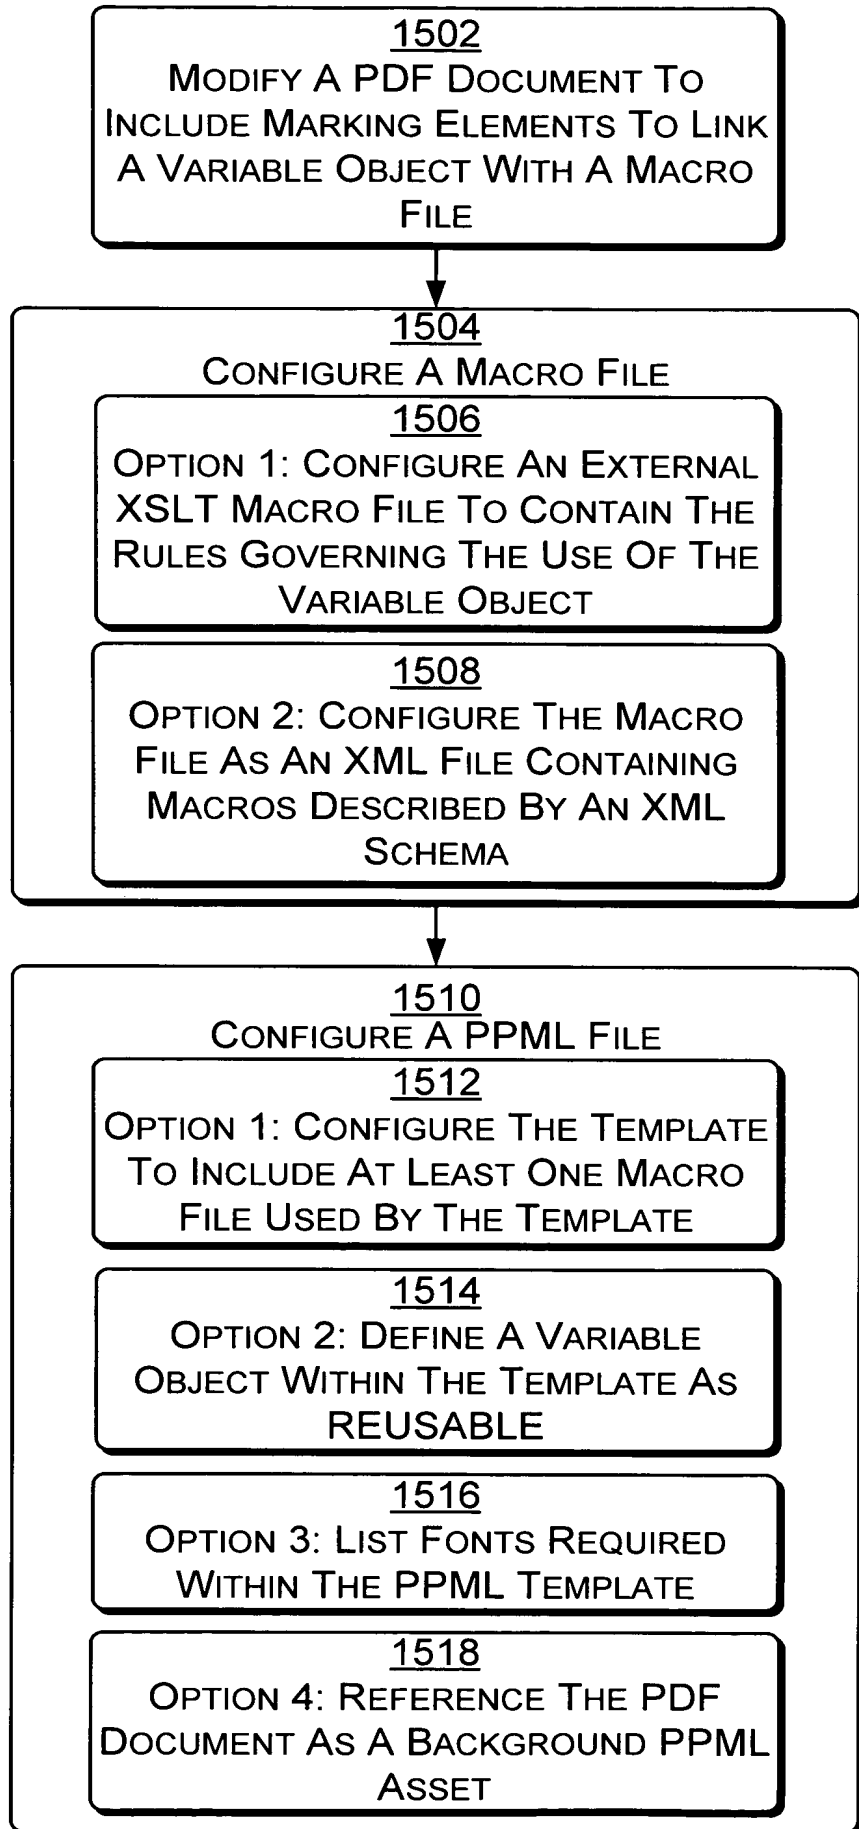 1502
MODIFY A PDF DOCUMENT TO
INCLUDE MARKING ELEMENTS TO LINK
A VARIABLE OBJECT WITH A MACRO
FILE
1504
CONFIGURE A MACRO FILE
1506
OPTION 1: CONFIGURE AN EXTERNAL
XSLT MACRO FILE TO CONTAIN THE
RULES GOVERNING THE USE OF THE
VARIABLE OBJECT
1508
OPTION 2: CONFIGURE THE MACRO
FILE AS AN XML FILE CONTAINING
MACROS DESCRIBED BY AN XML
SCHEMA
1510
CONFIGURE A PPML FILE
1512
OPTION 1: CONFIGURE THE TEMPLATE
TO INCLUDE AT LEAST ONE MACRO
FILE USED BY THE TEMPLATE
1514
OPTION 2: DEFINE A VARIABLE
OBJECT WITHIN THE TEMPLATE AS
REUSABLE
1516
OPTION 3: LIST FONTS REQUIRED
WITHIN THE PPML TEMPLATE
1518
OPTION 4: REFERENCE THE PDF
DOCUMENT AS A BACKGROUND PPML
ASSET